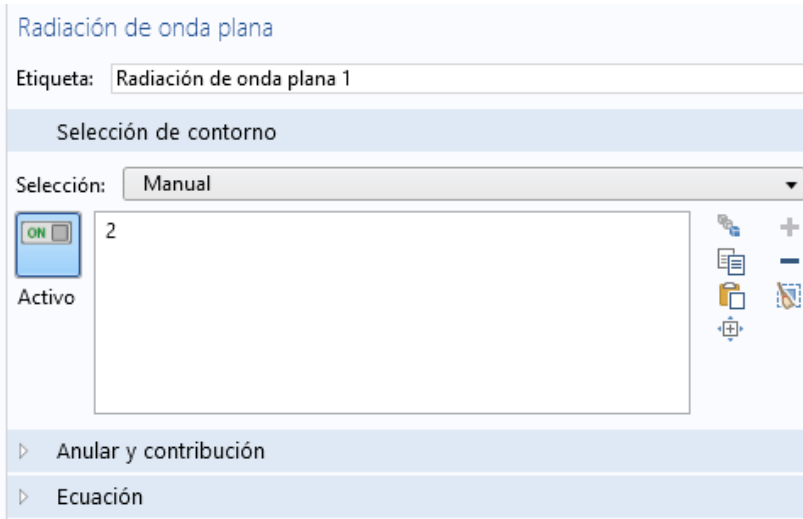 Radiación de onda plana
Etiqueta: Radiación de onda plana 1
Selección de contorno
Selección: Manual
ON 2
Activo
Anular y contribución
Ecuación